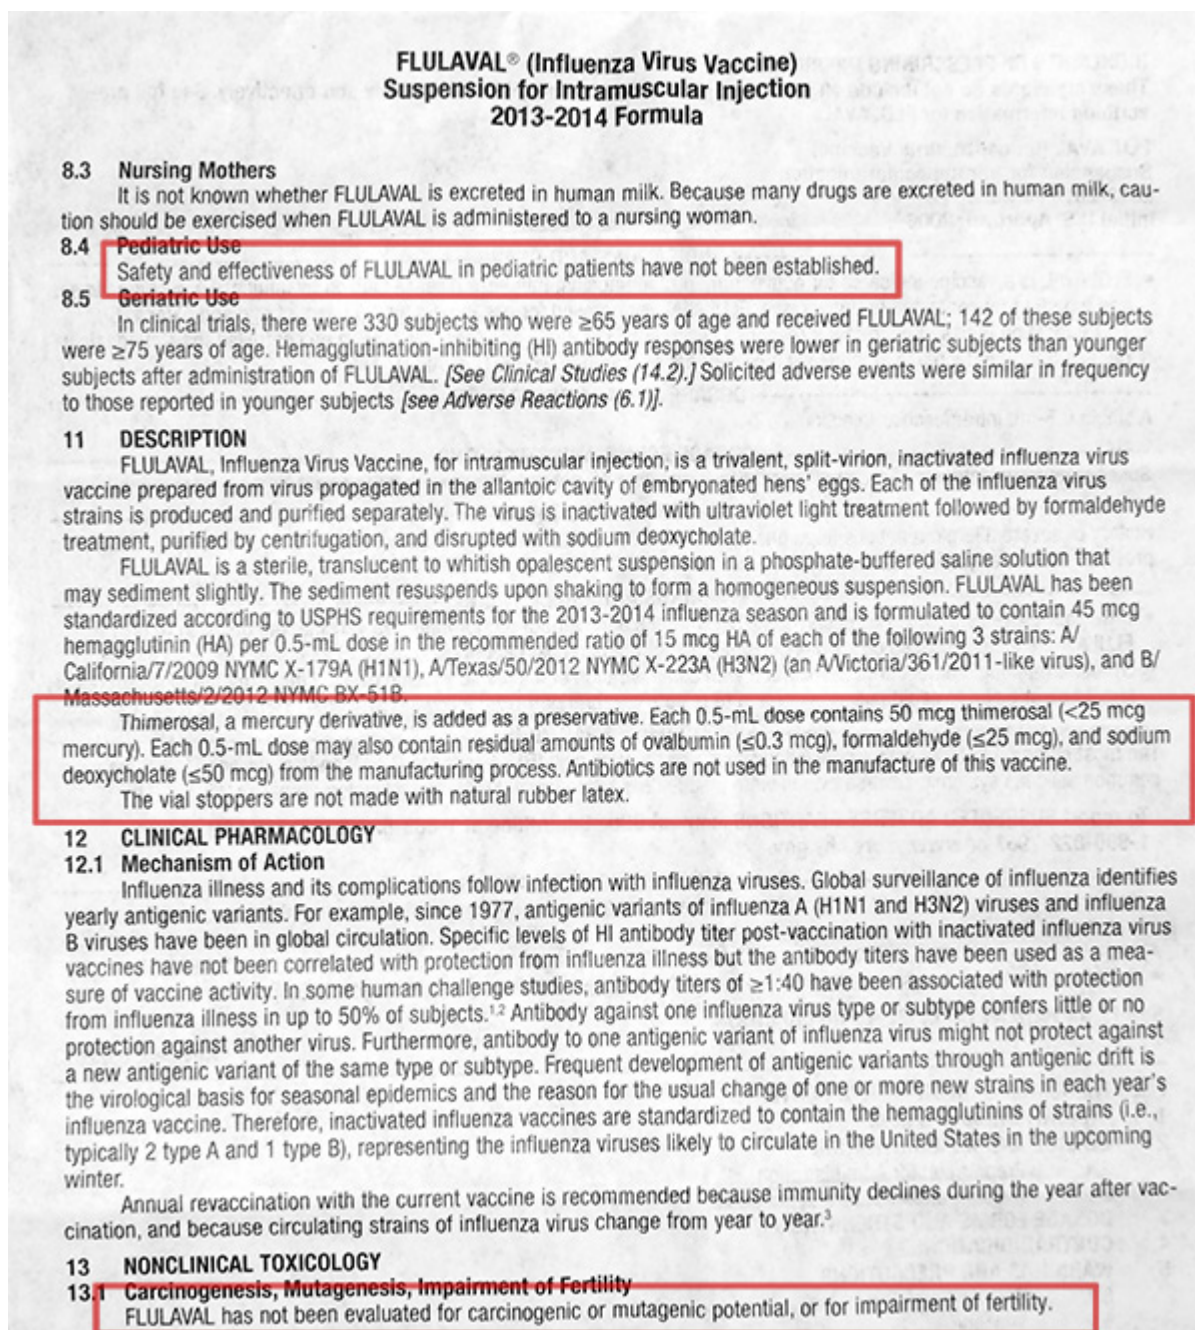 FLULAVAL® (Influenza Virus Vaccine)
Suspension for Intramuscular Injection
2013-2014 Formula
8.3 Nursing Mothers
It is not known whether FLULAVAL is excreted in human milk. Because many drugs are excreted in human milk, cau-
tion should be exercised when FLULAVAL is administered to a nursing woman.
8.4 Pediatric Use
Safety and effectiveness of FLULAVAL in pediatric patients have not been established.
8.5 Geriatric Use
In clinical trials, there were 330 subjects who were ≥65 years of age and received FLULAVAL; 142 of these subjects
were ≥75 years of age. Hemagglutination-inhibiting (HI) antibody responses were lower in geriatric subjects than younger
subjects after administration of FLULAVAL. [See Clinical Studies (14.2).] Solicited adverse events were similar in frequency
to those reported in younger subjects [see Adverse Reactions (6.1)].
11 DESCRIPTION
FLULAVAL, Influenza Virus Vaccine, for intramuscular injection, is a trivalent, split-virion, inactivated influenza virus
vaccine prepared from virus propagated in the allantoic cavity of embryonated hens' eggs. Each of the influenza virus
strains is produced and purified separately. The virus is inactivated with ultraviolet light treatment followed by formaldehyde
treatment, purified by centrifugation, and disrupted with sodium deoxycholate.
FLULAVAL is a sterile, translucent to whitish opalescent suspension in a phosphate-buffered saline solution that
may sediment slightly. The sediment resuspends upon shaking to form a homogeneous suspension. FLULAVAL has been
standardized according to USPHS requirements for the 2013-2014 influenza season and is formulated to contain 45 mcg
hemagglutinin (HA) per 0.5-mL dose in the recommended ratio of 15 mcg HA of each of the following 3 strains: A/
California/7/2009 NYMC X-179A (H1N1), A/Texas/50/2012 NYMC X-223A (H3N2) (an A/Victoria/361/2011-like virus), and B/
Massachusetts/2/2012 NYMC BX-51B.
Thimerosal, a mercury derivative, is added as a preservative. Each 0.5-mL dose contains 50 mcg thimerosal (<25 mcg
mercury). Each 0.5-mL dose may also contain residual amounts of ovalbumin (≤0.3 mcg), formaldehyde (≤25 mcg), and sodium
deoxycholate (≤50 mcg) from the manufacturing process. Antibiotics are not used in the manufacture of this vaccine.
The vial stoppers are not made with natural rubber latex.
12 CLINICAL PHARMACOLOGY
12.1 Mechanism of Action
Influenza illness and its complications follow infection with influenza viruses. Global surveillance of influenza identifies
yearly antigenic variants. For example, since 1977, antigenic variants of influenza A (H1N1 and H3N2) viruses and influenza
B viruses have been in global circulation. Specific levels of HI antibody titer post-vaccination with inactivated influenza virus
vaccines have not been correlated with protection from influenza illness but the antibody titers have been used as a mea-
sure of vaccine activity. In some human challenge studies, antibody titers of ≥1:40 have been associated with protection
from influenza illness in up to 50% of subjects.1,2 Antibody against one influenza virus type or subtype confers little or no
protection against another virus. Furthermore, antibody to one antigenic variant of influenza virus might not protect against
a new antigenic variant of the same type or subtype. Frequent development of antigenic variants through antigenic drift is
the virological basis for seasonal epidemics and the reason for the usual change of one or more new strains in each year's
influenza vaccine. Therefore, inactivated influenza vaccines are standardized to contain the hemagglutinins of strains (i.e.,
typically 2 type A and 1 type B), representing the influenza viruses likely to circulate in the United States in the upcoming
winter.
Annual revaccination with the current vaccine is recommended because immunity declines during the year after vac-
cination, and because circulating strains of influenza virus change from year to year.3
13 NONCLINICAL TOXICOLOGY
13.1 Carcinogenesis, Mutagenesis, Impairment of Fertility
FLULAVAL has not been evaluated for carcinogenic or mutagenic potential, or for impairment of fertility.